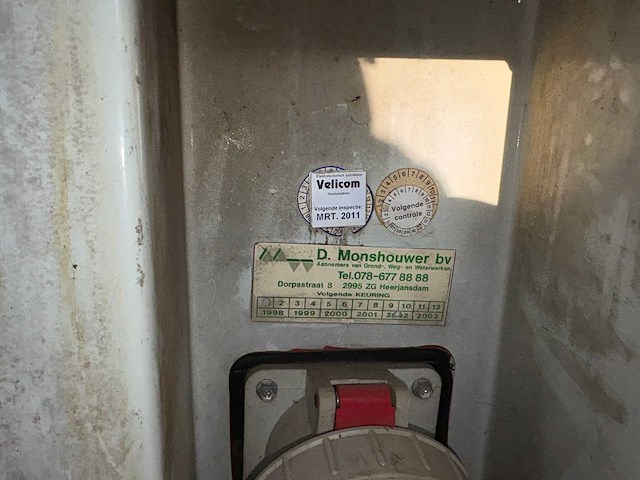 Velicom
Volgende inspectie:
MRT. 2011
Volgende
contrôle
D. Monshouwer bv
Aannemers van Grond-, Weg- en Waterwerken
Tel.078-677 88 88
Dorpsstraat 8 2995 ZG Heerjansdam
Volgende KEURING
2 3 4 5 6 7 8 9 10 11 12
1998 1999 2000 2001 2002 2003